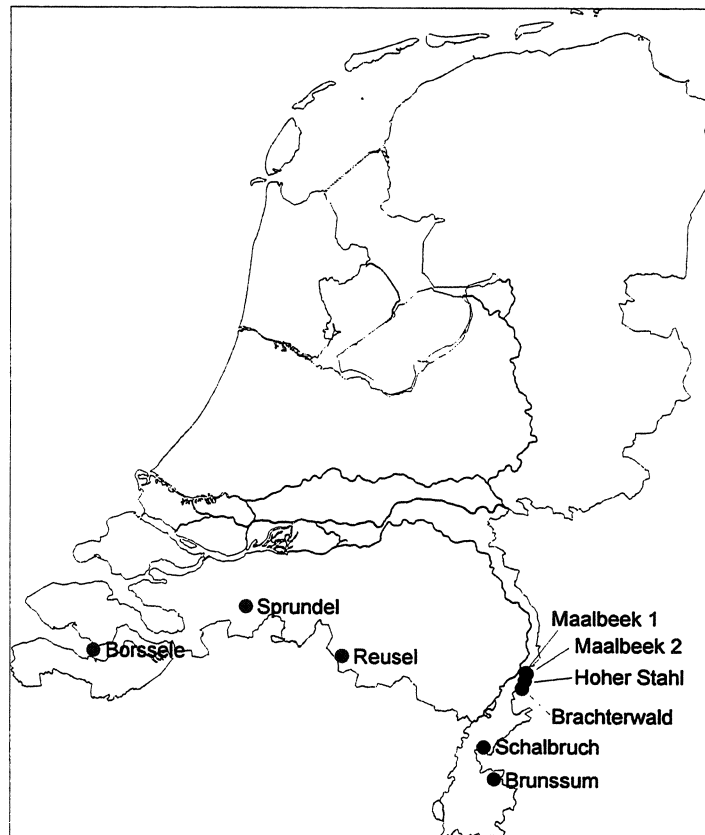 Sprundel
Maalbeek 1
Maalbeek 2
Borssele
Reusel
Hoher Stahl
Brachterwald
Schalbruch
Brunssum